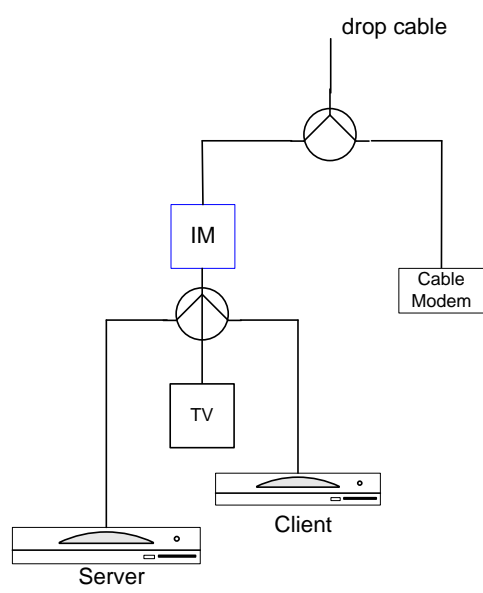 drop cable
IM
Cable
Modem
TV
Client
Server